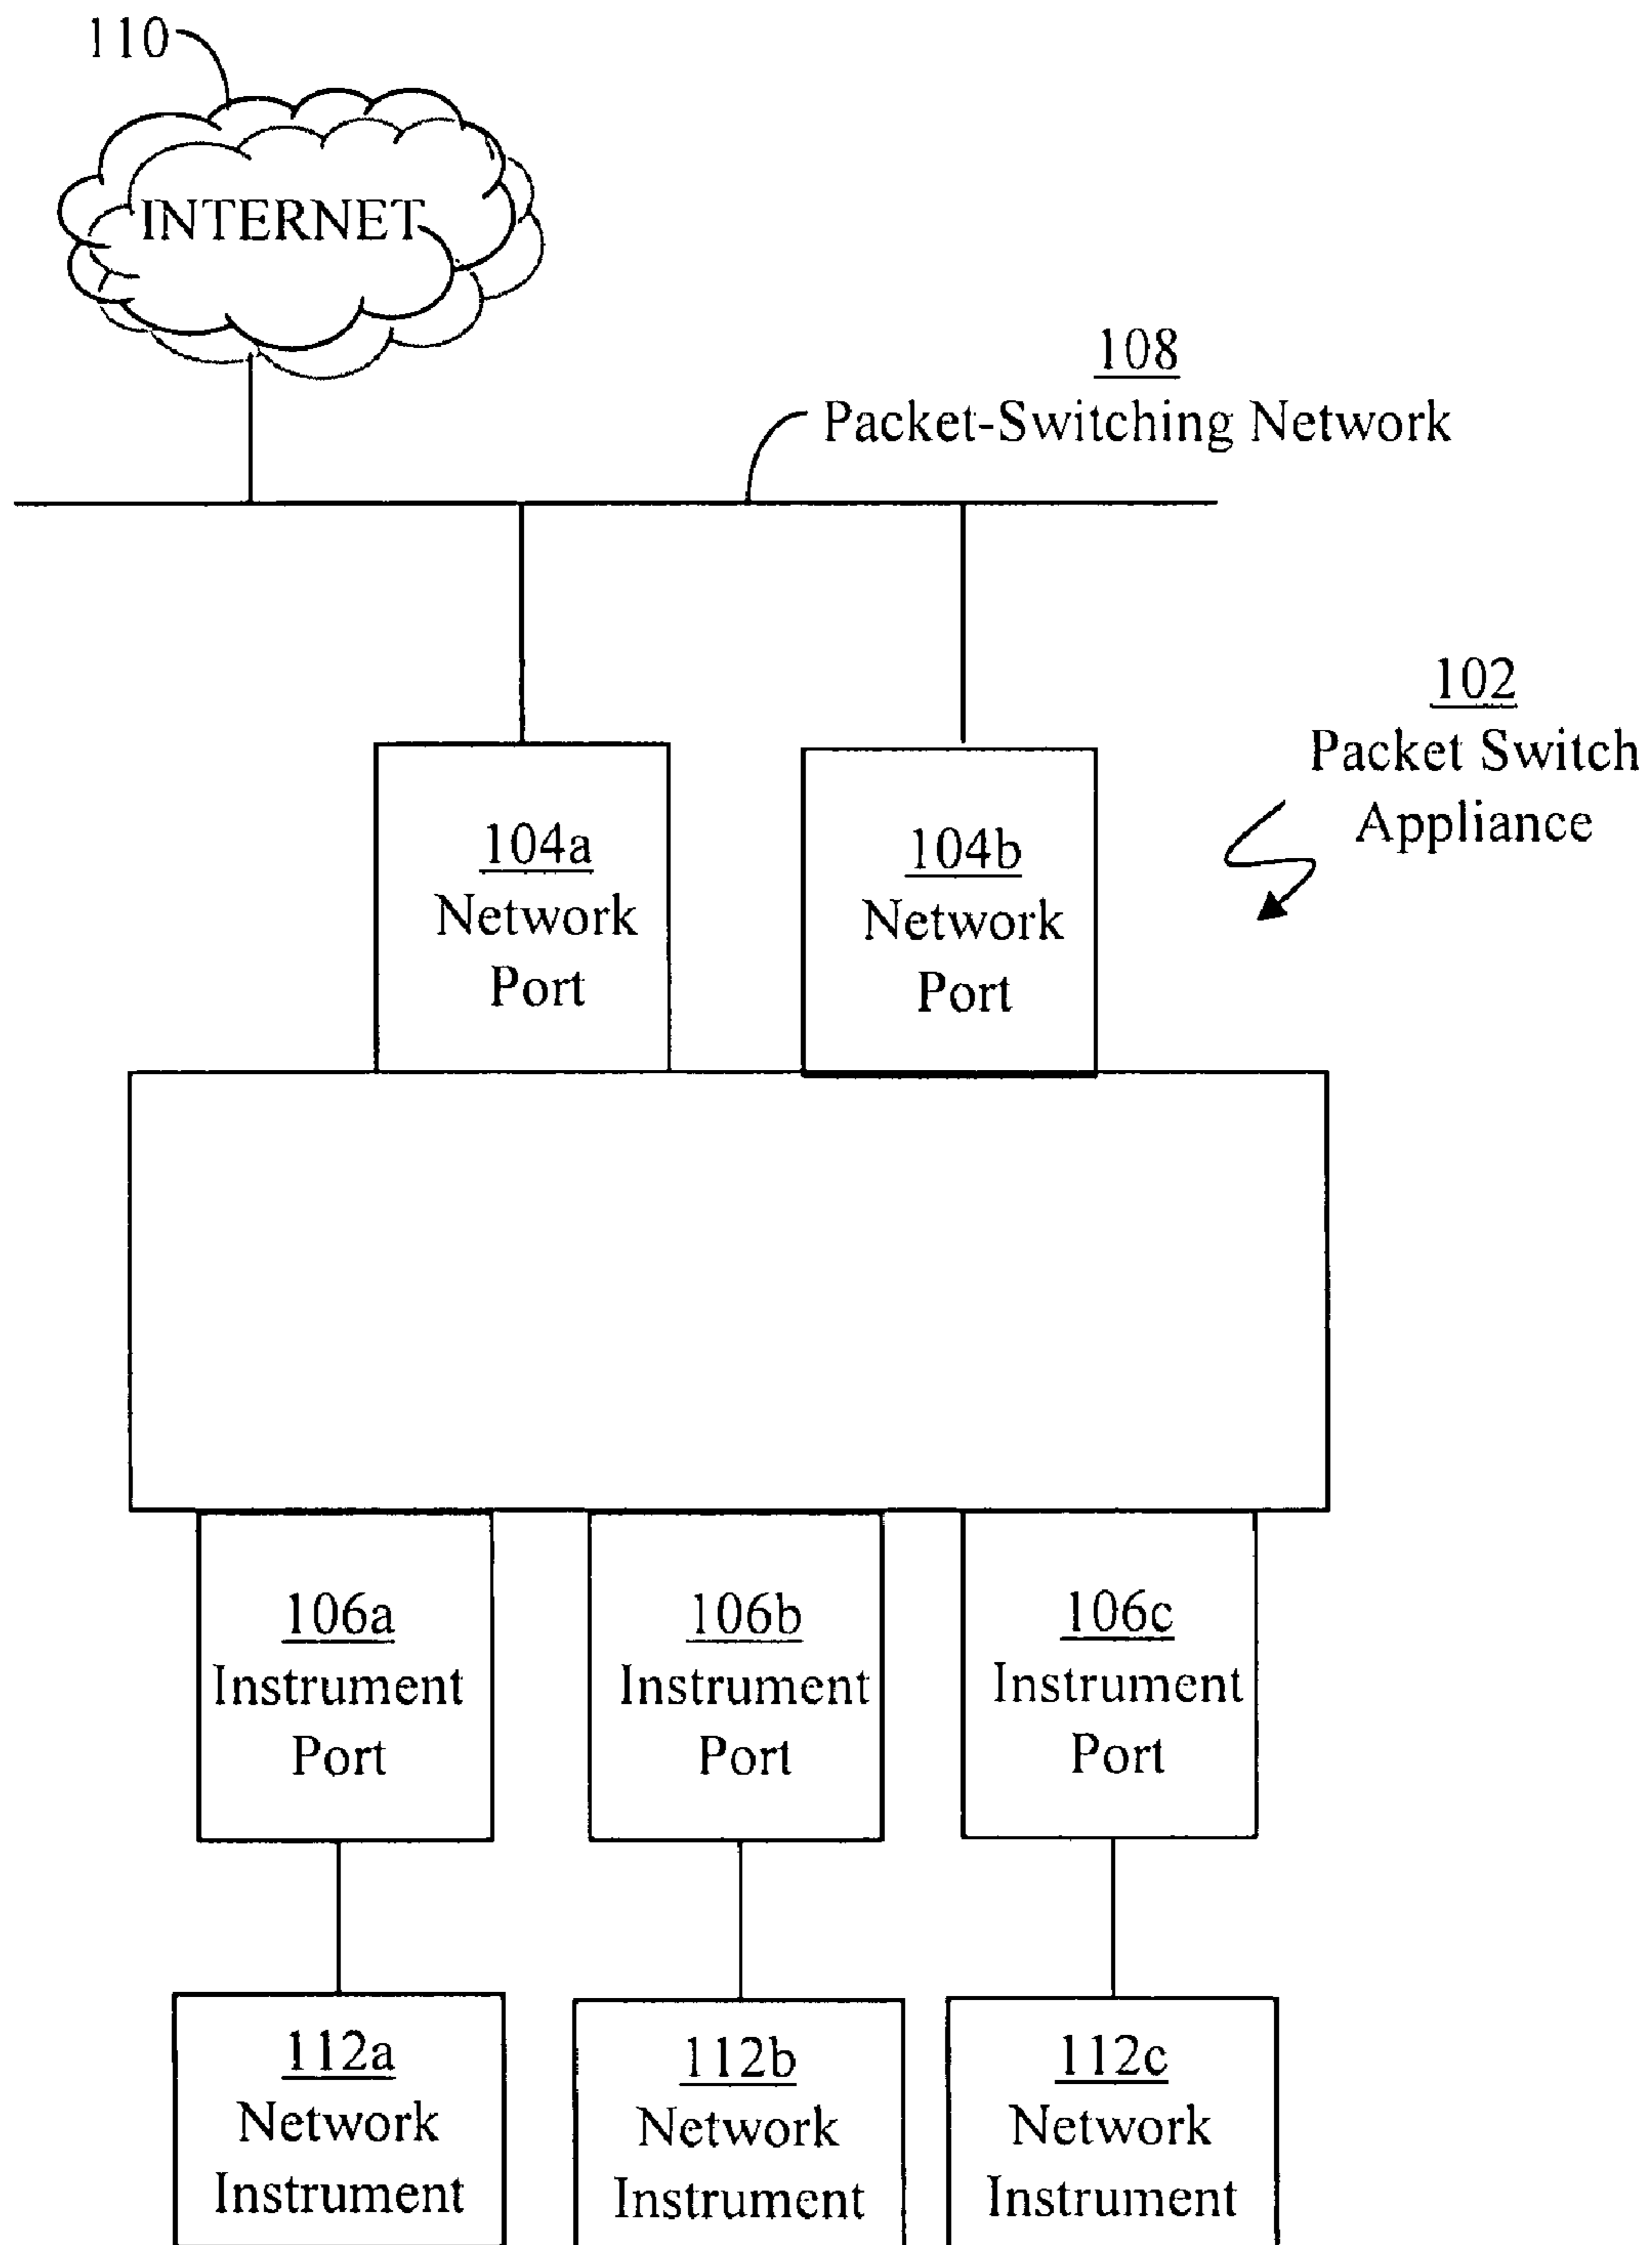 110
INTERNET
108
Packet-Switching Network
102
Packet Switch
Appliance
104a
Network
Port
104b
Network
Port
106a
Instrument
Port
106b
Instrument
Port
106c
Instrument
Port
112a
Network
Instrument
112b
Network
Instrument
112c
Network
Instrument